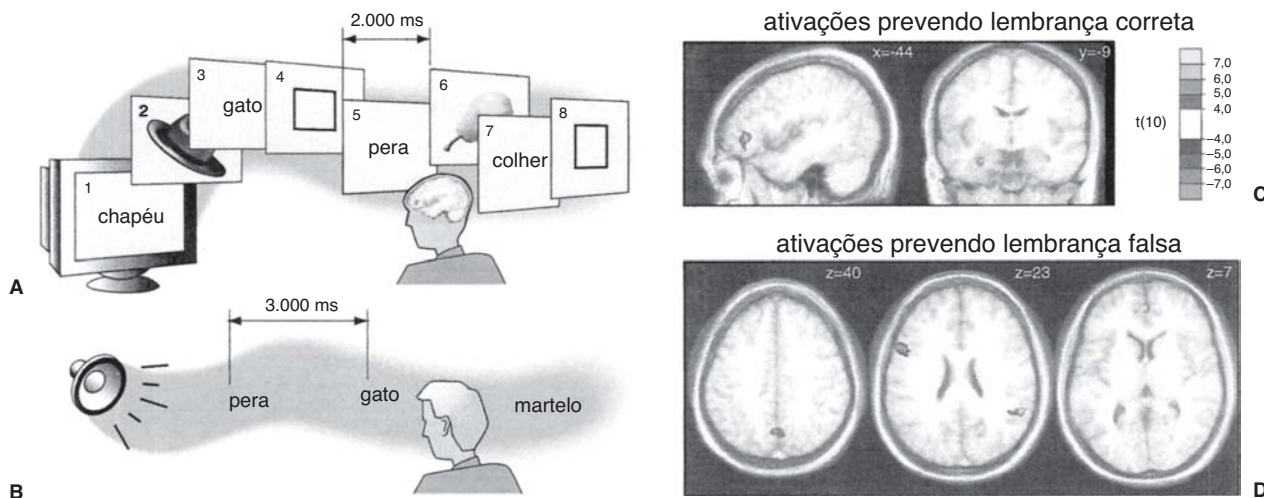 2.000 ms
1
chapéu
2
3
gato
4
5
pera
6
7
colher
8
A
3.000 ms
pera
gato
martelo
B
ativações prevendo lembrança correta
x=-44
y=-9
t(10)
7,0
6,0
5,0
4,0
-4,0
-5,0
-6,0
-7,0
C
ativações prevendo lembrança falsa
z=40
z=23
z=7
D